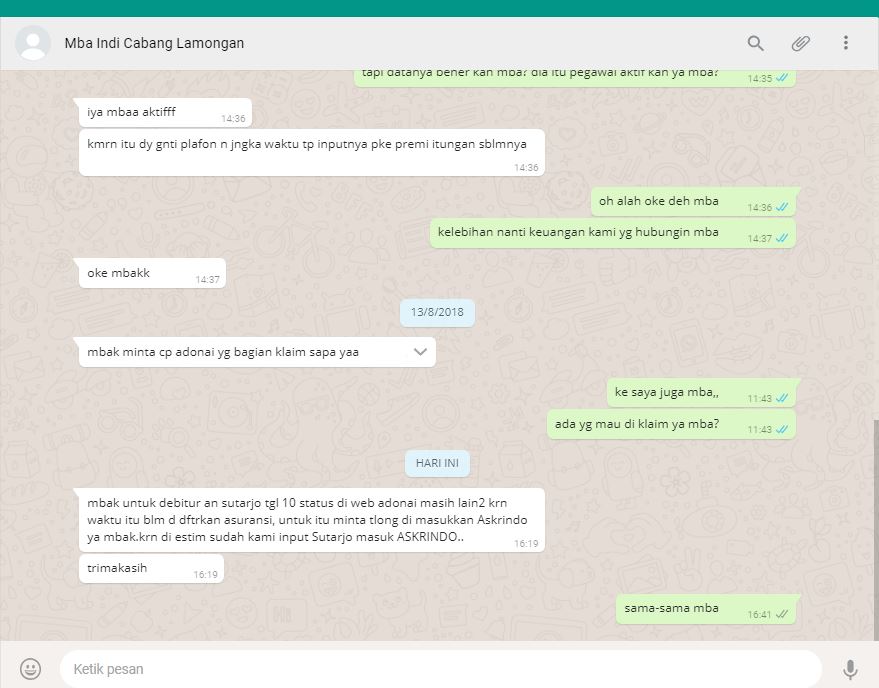 Mba Indi Cabang Lamongan
tapi datanya bener kan mba? dia itu pegawai aktif kan ya mba?
14:35
iya mbaa aktifff
14:36
kmrn itu dy gnti plafon n jngka waktu tp inputnya pke premi itungan sblmnya
14:36
oh alah oke deh mba
14:36
kelebihan nanti keuangan kami yg hubungin mba
14:37
oke mbakk
14:37
13/8/2018
mbak minta cp adonai yg bagian klaim sapa yaa
ke saya juga mba,,
11:43
ada yg mau di klaim ya mba?
11:43
HARI INI
mbak untuk debitur an sutarjo tgl 10 status di web adonai masih lain2 krn
waktu itu blm d dftrkan asuransi, untuk itu minta tlong di masukkan Askrindo
ya mbak.krn di estim sudah kami input Sutarjo masuk ASKRINDO..
16:19
trimakasih
16:19
sama-sama mba
16:41
Ketik pesan